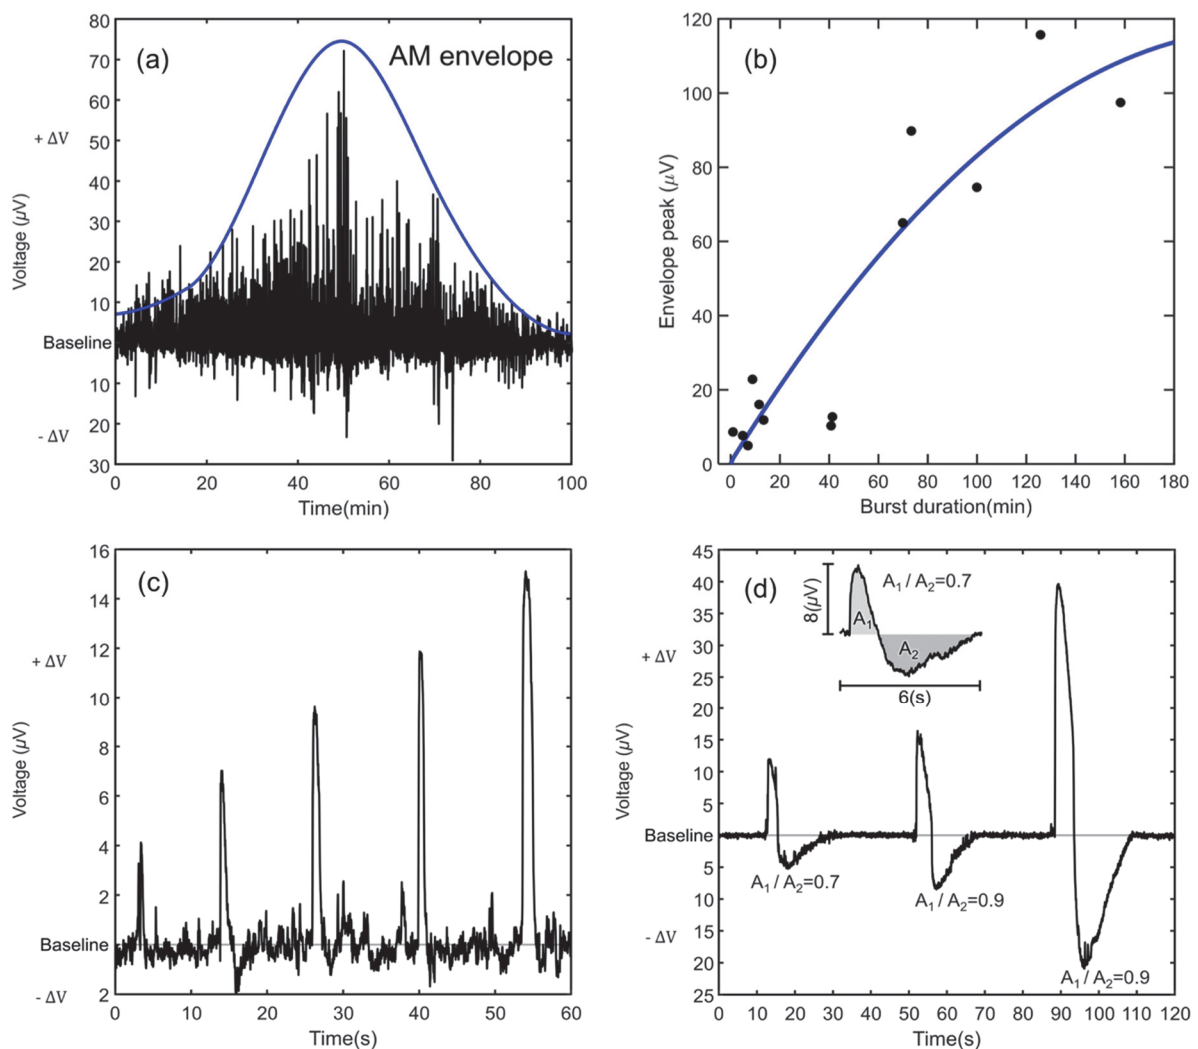 (a)
AM envelope
80
70
60
50
40
30
20
10
Baseline
10
20
30
+ ΔV
- ΔV
Voltage (μV)
0 20 40 60 80 100
Time(min)
(b)
120
100
80
60
40
20
0
Envelope peak (μV)
0 20 40 60 80 100 120 140 160 180
Burst duration(min)
(c)
16
14
12
10
8
6
4
2
Baseline
2
+ ΔV
- ΔV
Voltage (μV)
0 10 20 30 40 50 60
Time(s)
(d)
45
40
35
30
25
20
15
10
5
Baseline
5
10
15
20
25
+ ΔV
- ΔV
Voltage (μV)
8(μV)
A1 / A2=0.7
A1
A2
6(s)
A1 / A2=0.7
A1 / A2=0.9
A1 / A2=0.9
0 10 20 30 40 50 60 70 80 90 100 110 120
Time(s)